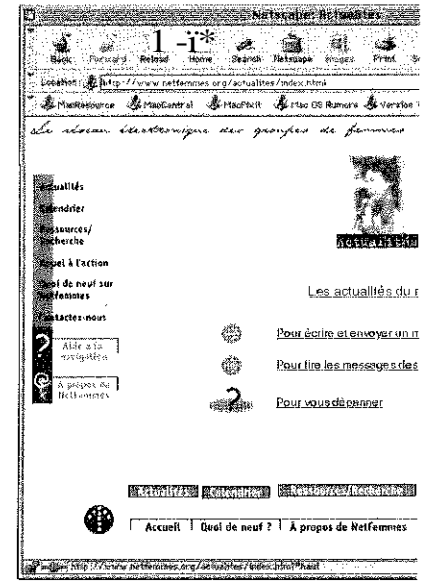 Netscape: Actualités
Back Forward Reload Home Search Netscape Images Print
Location: http://www.netfemmes.org/actualites/index.html
MacResource MacCentral MacFixit Mac OS Rumors Version
Le réseau électronique des groupes de femmes
Actualités
Calendrier
Ressources/
Recherche
Appel à l'action
Quoi de neuf sur
Netfemmes
Contactez-nous
Aide à la
navigation
À propos de
Netfemmes
Actualités
Les actualités du
Pour écrire et envoyer un m
Pour lire les messages des
Pour vous dépanner
Actualités Calendrier Ressources/Recherche
Accueil Quoi de neuf ? À propos de Netfemmes
http://www.netfemmes.org/actualites/index.html#haut